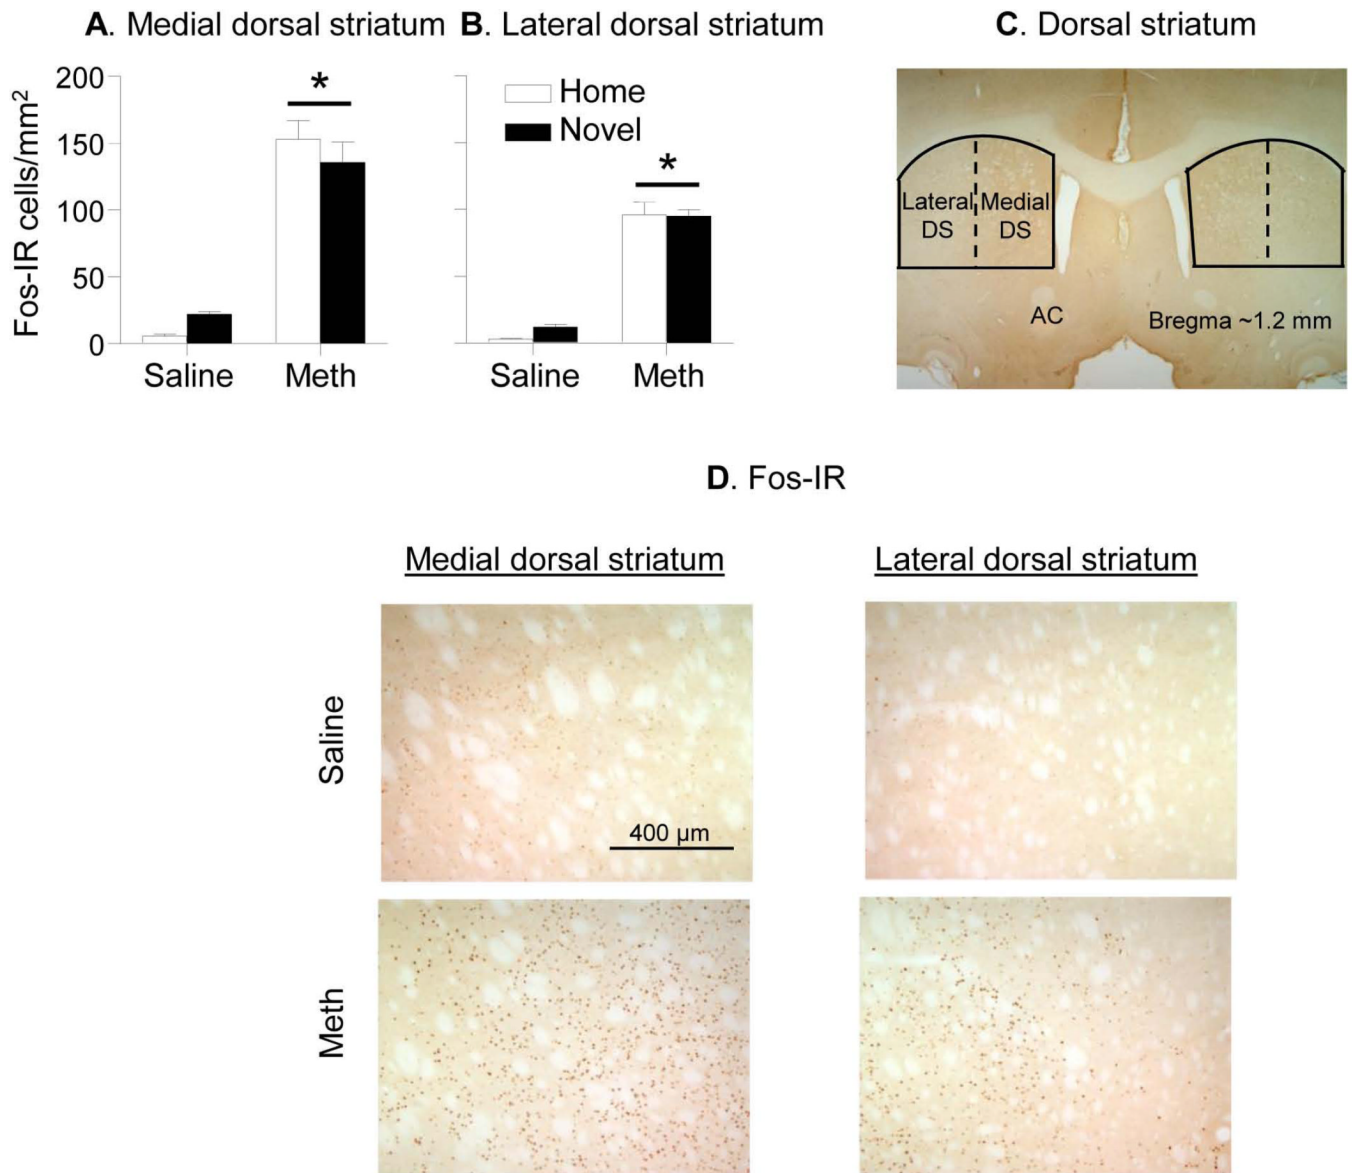 A. Medial dorsal striatum
B. Lateral dorsal striatum
C. Dorsal striatum
Fos-IR cells/mm²
200
150
100
50
0
*
Saline
Meth
Home
Novel
*
Saline
Meth
Lateral
DS
Medial
DS
AC
Bregma ~1.2 mm
D. Fos-IR
Medial dorsal striatum
Lateral dorsal striatum
Saline
400 µm
Meth